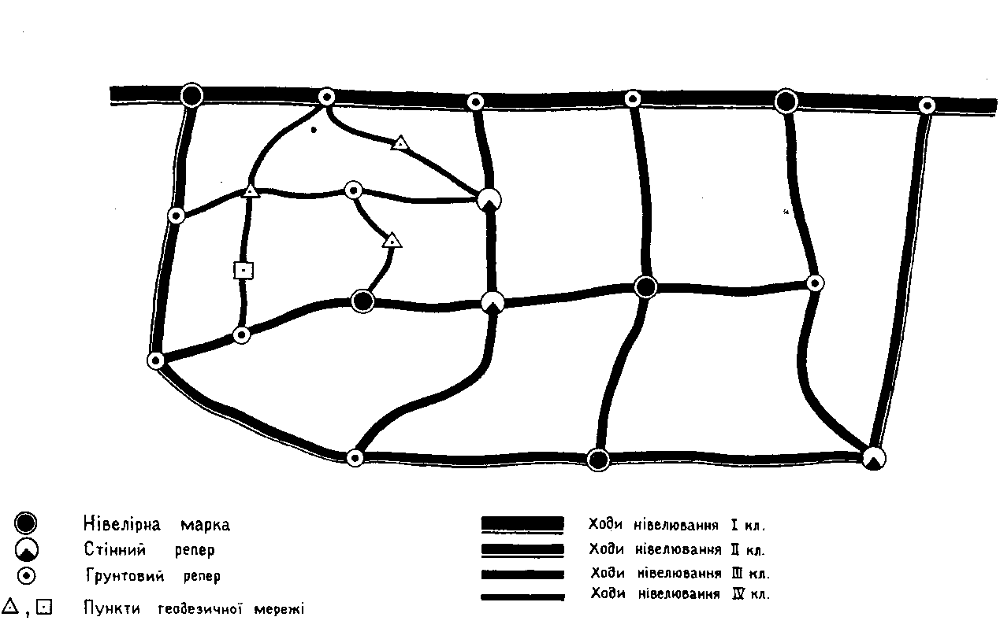 Нівелірна марка
Стінний репер
Грунтовий репер
Пункти геодезичної мережі
Ходи нівелювання I кл.
Ходи нівелювання II кл.
Ходи нівелювання III кл.
Ходи нівелювання IV кл.